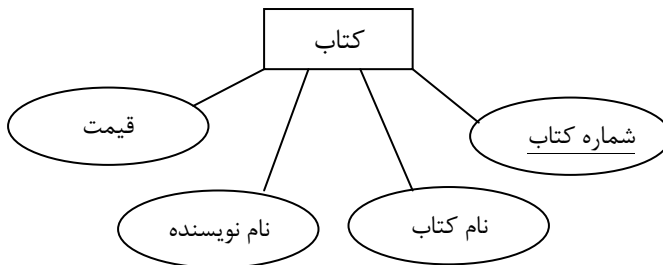 کتاب
شماره کتاب
قیمت
نام کتاب
نام نویسنده